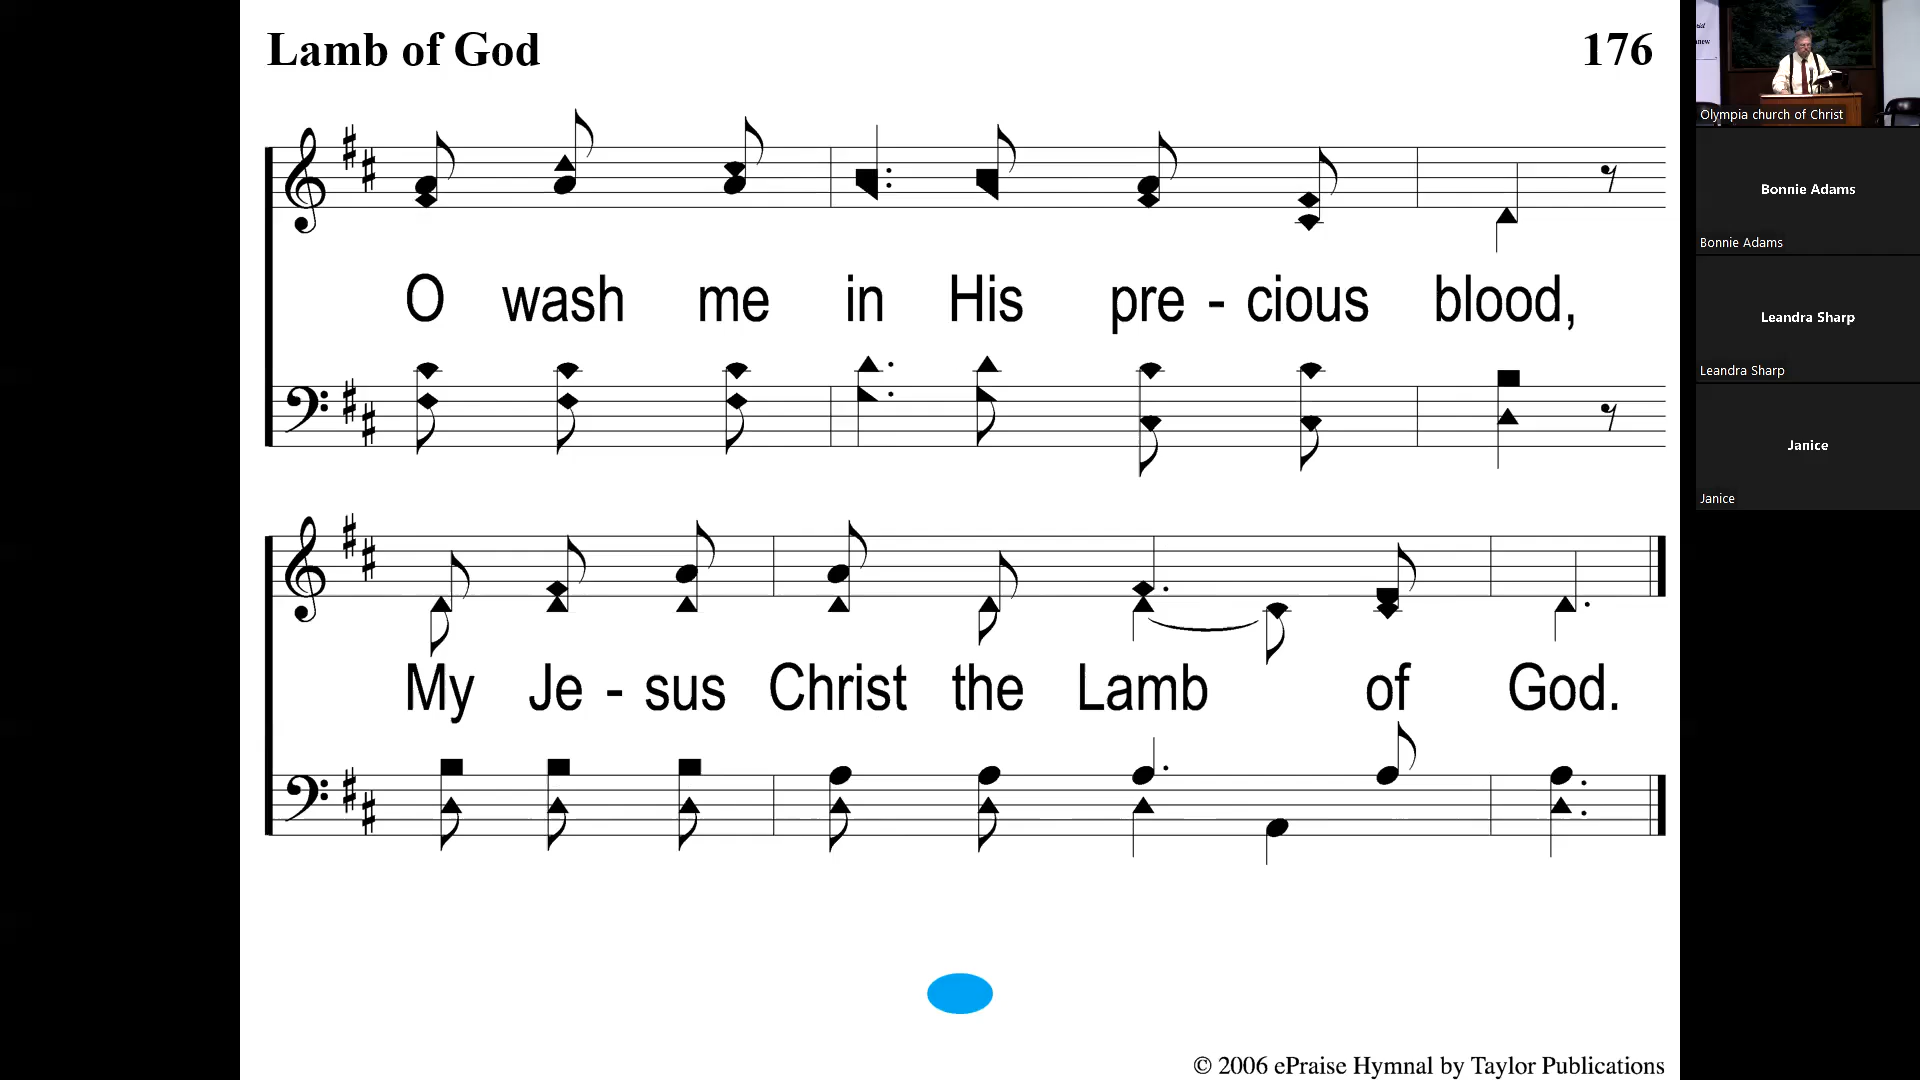 Lamb of God 176
O wash me in His pre - cious blood,
My Je - sus Christ the Lamb of God.
© 2006 ePraise Hymnal by Taylor Publications
Olympia church of Christ
Bonnie Adams
Bonnie Adams
Leandra Sharp
Leandra Sharp
Janice
Janice